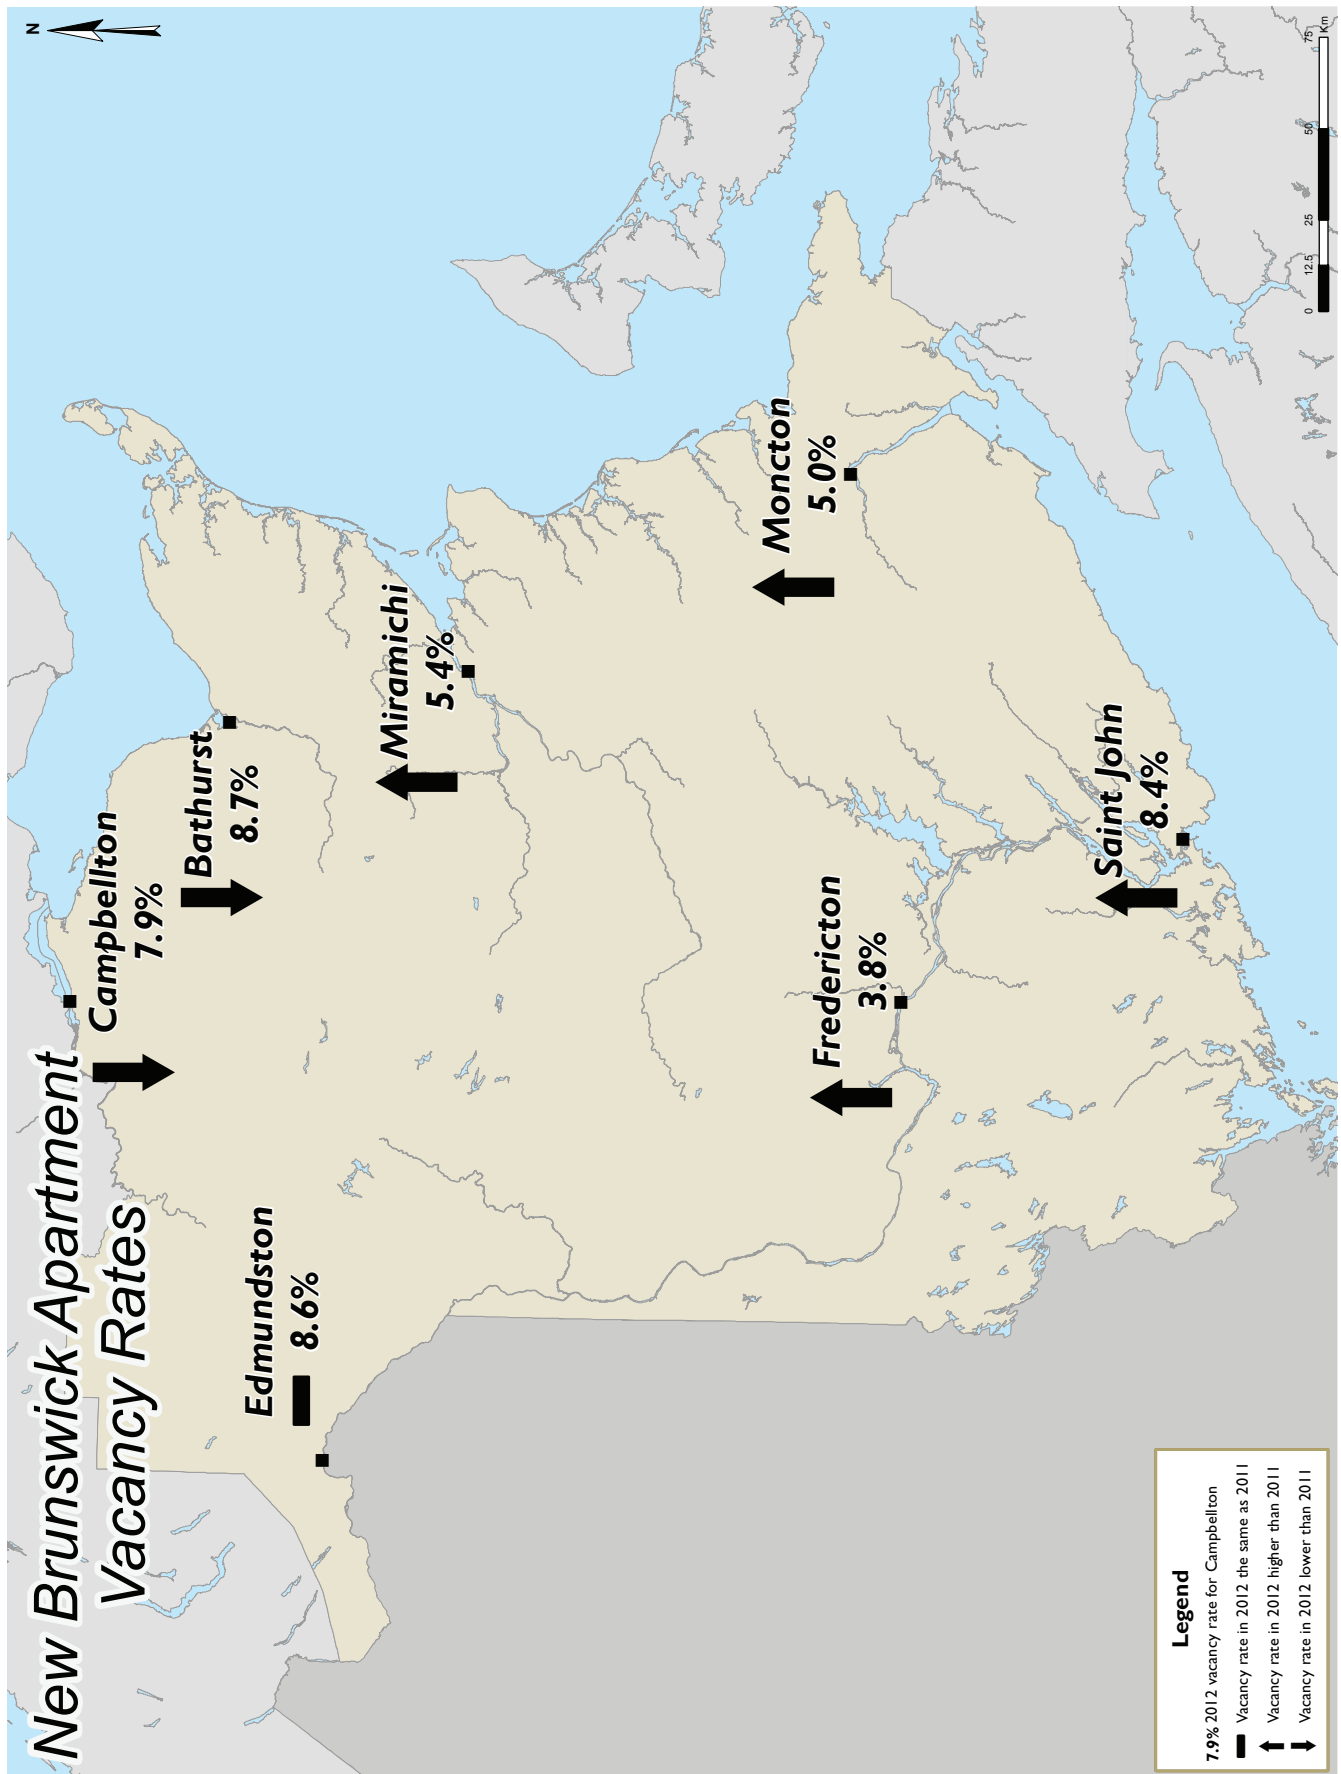 New Brunswick Apartment
Vacancy Rates
N
Campbellton
7.9%
Bathurst
8.7%
Edmundston
8.6%
Miramichi
5.4%
Moncton
5.0%
Fredericton
3.8%
Saint John
8.4%
Legend
7.9% 2012 vacancy rate for Campbellton
Vacancy rate in 2012 the same as 2011
Vacancy rate in 2012 higher than 2011
Vacancy rate in 2012 lower than 2011
0 12.5 25 50 75
Km